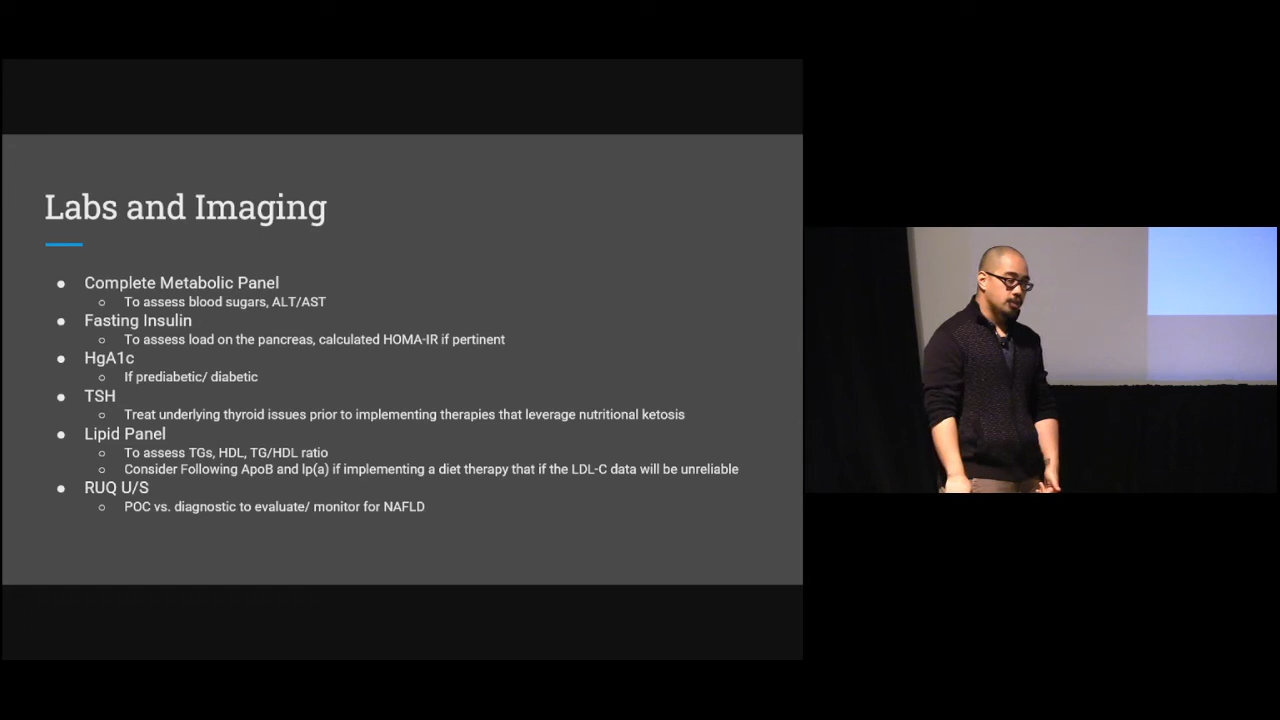 Labs and Imaging
● Complete Metabolic Panel
○ To assess blood sugars, ALT/AST
● Fasting Insulin
○ To assess load on the pancreas, calculated HOMA-IR if pertinent
● HgA1c
○ If prediabetic/ diabetic
● TSH
○ Treat underlying thyroid issues prior to implementing therapies that leverage nutritional ketosis
● Lipid Panel
○ To assess TGs, HDL, TG/HDL ratio
○ Consider Following ApoB and lp(a) if implementing a diet therapy that if the LDL-C data will be unreliable
● RUQ U/S
○ POC vs. diagnostic to evaluate/ monitor for NAFLD